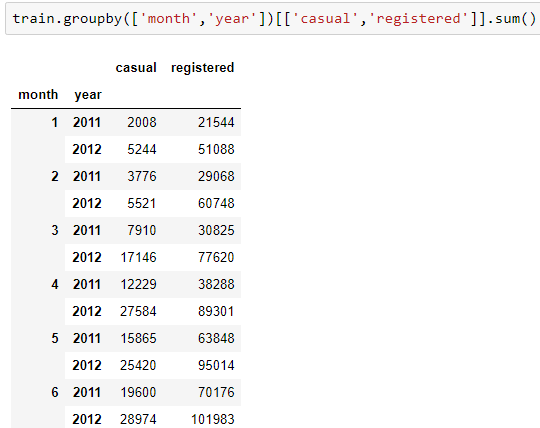 train.groupby(['month','year'])[['casual','registered']].sum()
casual registered
month year
1 2011 2008 21544
2012 5244 51088
2 2011 3776 29068
2012 5521 60748
3 2011 7910 30825
2012 17146 77620
4 2011 12229 38288
2012 27584 89301
5 2011 15865 63848
2012 25420 95014
6 2011 19600 70176
2012 28974 101983